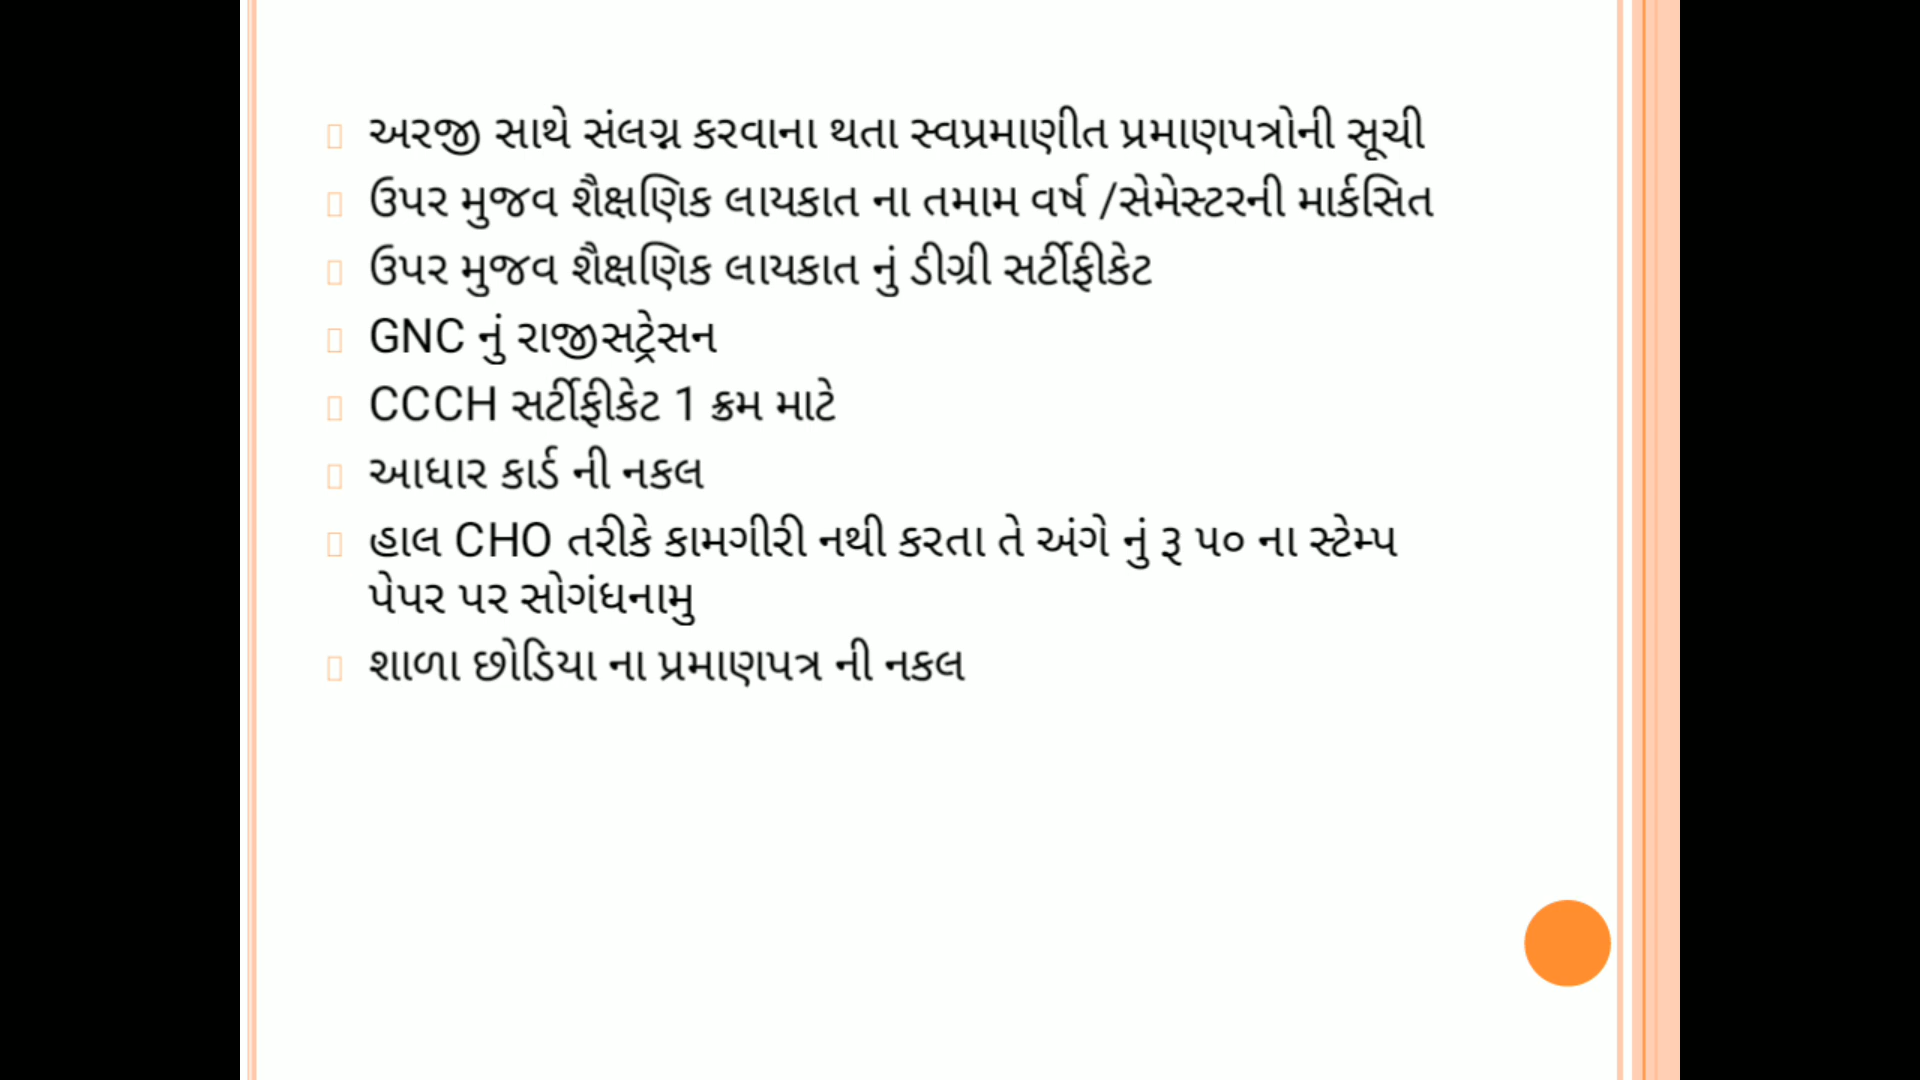 અરજી સાથે સંલગ્ન કરવાના થતા સ્વપ્રમાણીત પ્રમાણપત્રોની સૂચી
ઉપર મુજવ શૈક્ષણિક લાયકાત ના તમામ વર્ષ /સેમેસ્ટરની માર્કસિત
ઉપર મુજવ શૈક્ષણિક લાયકાત નું ડીગ્રી સર્ટીફીકેટ
GNC નું રાજીસટ્રેસન
CCCH સર્ટીફીકેટ 1 ક્રમ માટે
આધાર કાર્ડ ની નકલ
હાલ CHO તરીકે કામગીરી નથી કરતા તે અંગે નું રૂ ૫૦ ના સ્ટેમ્પ
પેપર પર સોગંધનામુ
શાળા છોડિયા ના પ્રમાણપત્ર ની નકલ